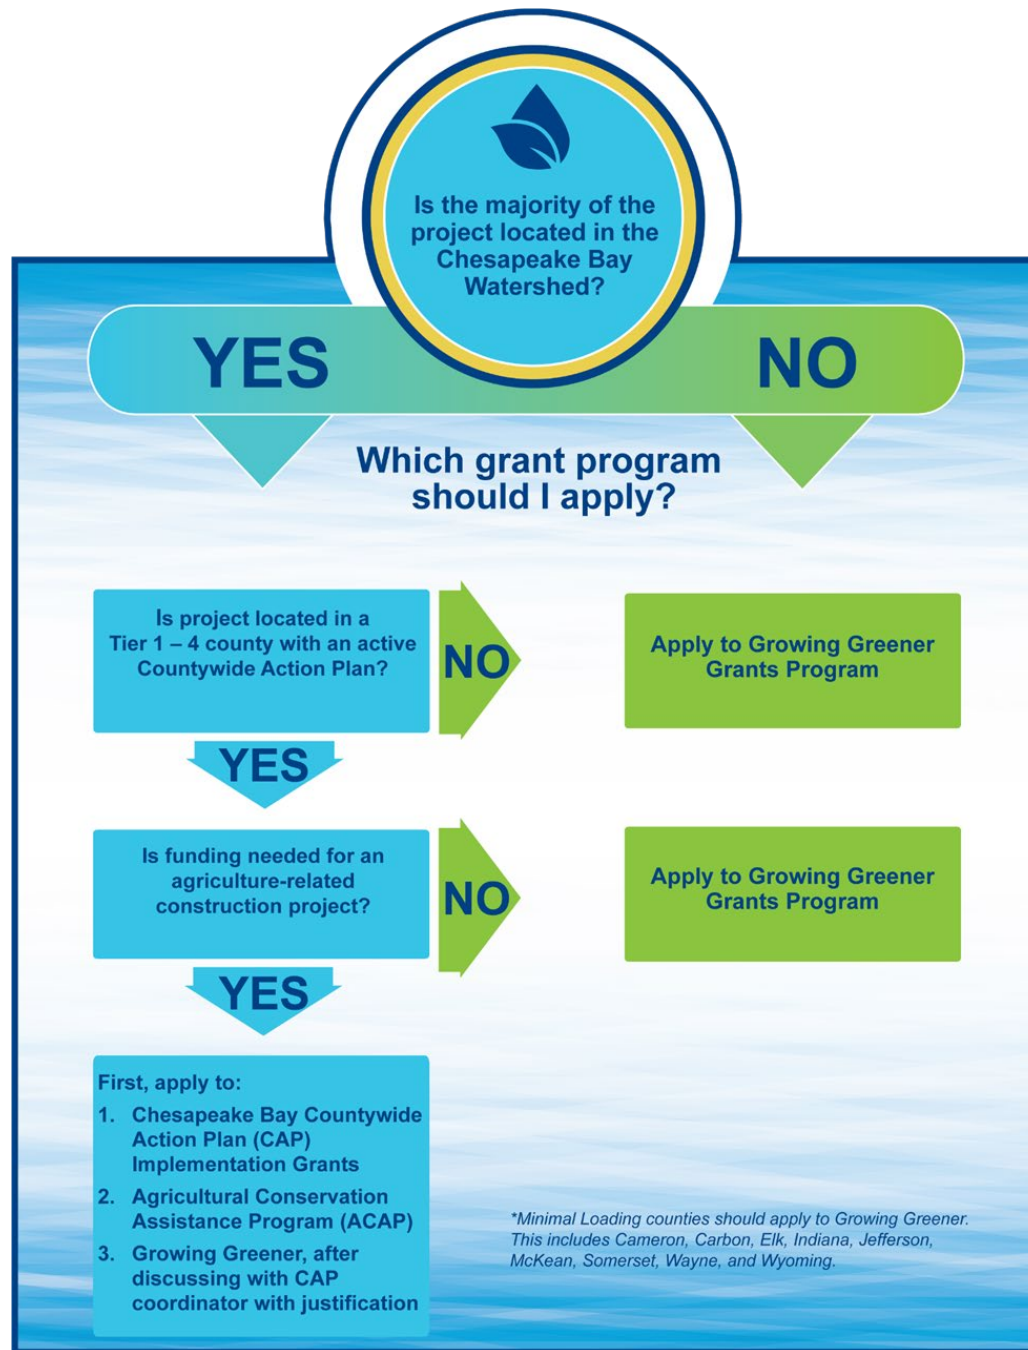 Is the majority of the
project located in the
Chesapeake Bay
Watershed?
YES
NO
Which grant program
should I apply?
Is project located in a
Tier 1 – 4 county with an active
Countywide Action Plan?
NO
Apply to Growing Greener
Grants Program
YES
Is funding needed for an
agriculture-related
construction project?
NO
Apply to Growing Greener
Grants Program
YES
First, apply to:
1. Chesapeake Bay Countywide
Action Plan (CAP)
Implementation Grants
2. Agricultural Conservation
Assistance Program (ACAP)
3. Growing Greener, after
discussing with CAP
coordinator with justification
*Minimal Loading counties should apply to Growing Greener.
This includes Cameron, Carbon, Elk, Indiana, Jefferson,
McKean, Somerset, Wayne, and Wyoming.